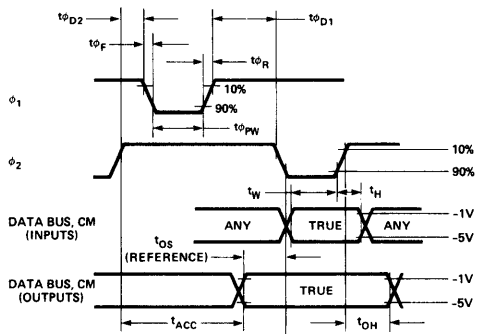 tφD2
tφD1
tφF
tφR
10%
φ1
90%
tφPW
10%
φ2
90%
tW
tH
-1V
DATA BUS, CM
(INPUTS)
ANY
TRUE
ANY
-5V
tOS
(REFERENCE)
-1V
DATA BUS, CM
(OUTPUTS)
TRUE
-5V
tACC
tOH